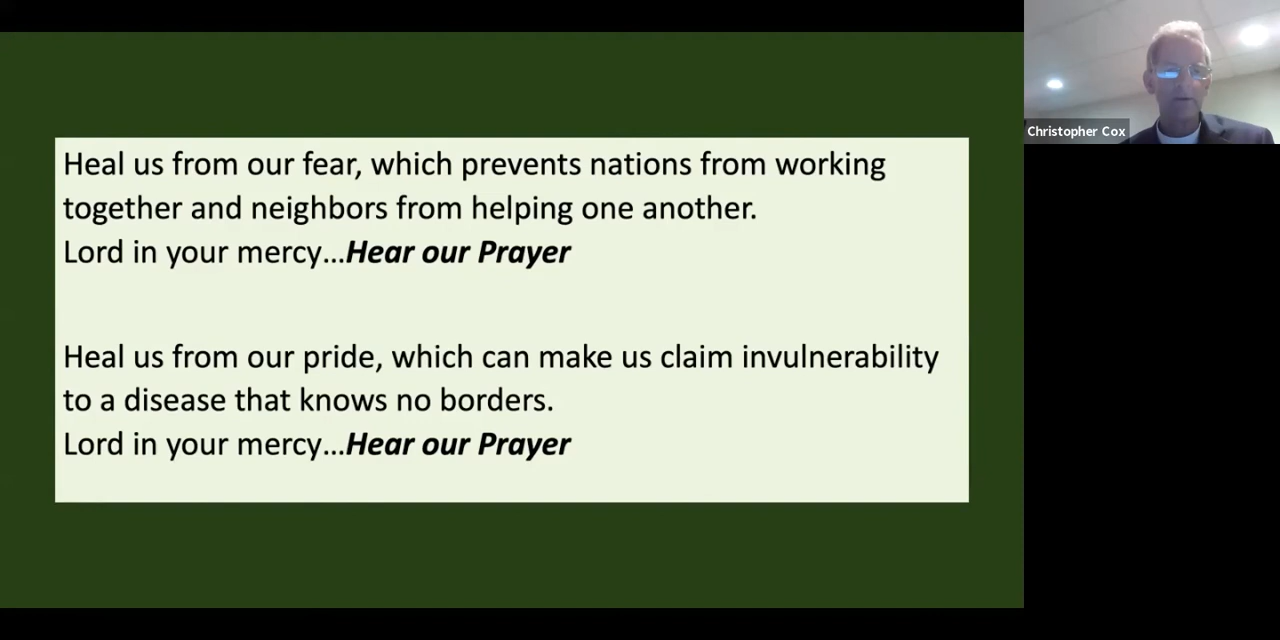 Heal us from our fear, which prevents nations from working
together and neighbors from helping one another.
Lord in your mercy...Hear our Prayer
Heal us from our pride, which can make us claim invulnerability
to a disease that knows no borders.
Lord in your mercy...Hear our Prayer
Christopher Cox